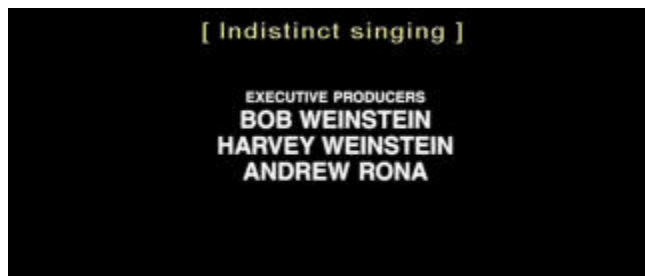 [ Indistinct singing ]
EXECUTIVE PRODUCERS
BOB WEINSTEIN
HARVEY WEINSTEIN
ANDREW RONA